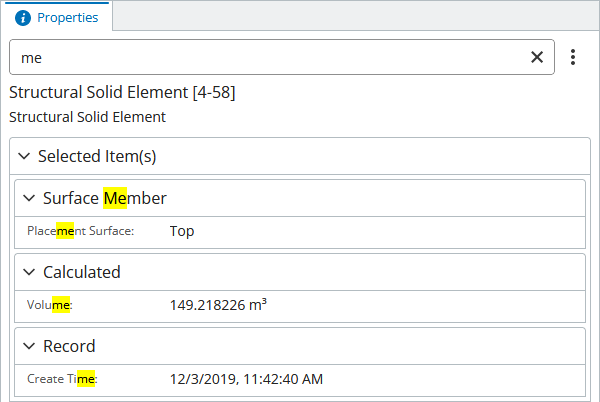 Properties
me
Structural Solid Element [4-58]
Structural Solid Element
Selected Item(s)
Surface Member
Placement Surface: Top
Calculated
Volume: 149.218226 m³
Record
Create Time: 12/3/2019, 11:42:40 AM